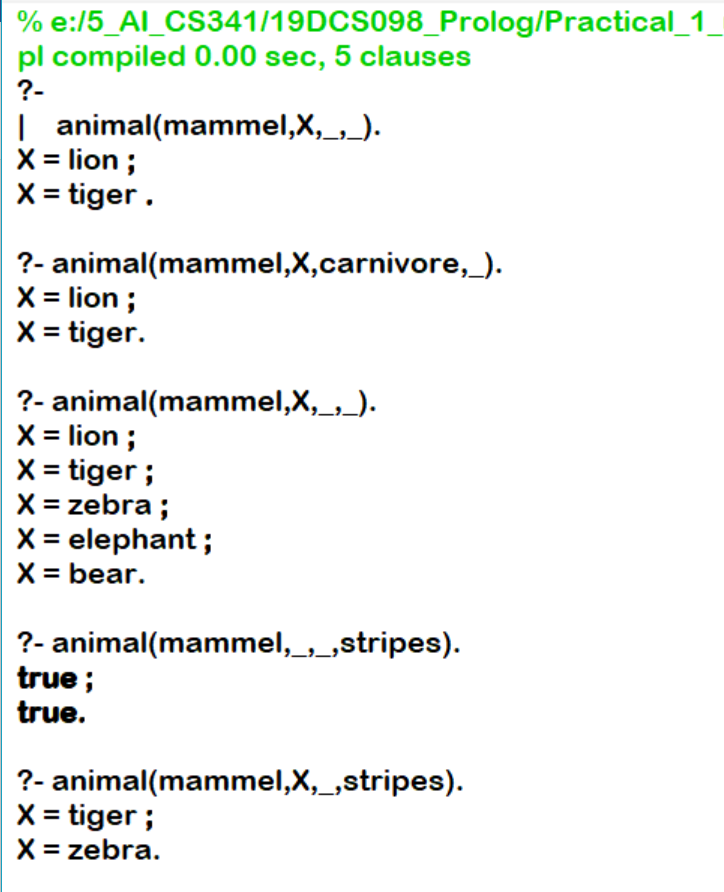 % e:/5_AI_CS341/19DCS098_Prolog/Practical_1_
pl compiled 0.00 sec, 5 clauses
?-
| animal(mammel,X,_,_).
X = lion ;
X = tiger .
?- animal(mammel,X,carnivore,_).
X = lion ;
X = tiger.
?- animal(mammel,X,_,_).
X = lion ;
X = tiger ;
X = zebra ;
X = elephant ;
X = bear.
?- animal(mammel,_,_,stripes).
true ;
true.
?- animal(mammel,X,_,stripes).
X = tiger ;
X = zebra.